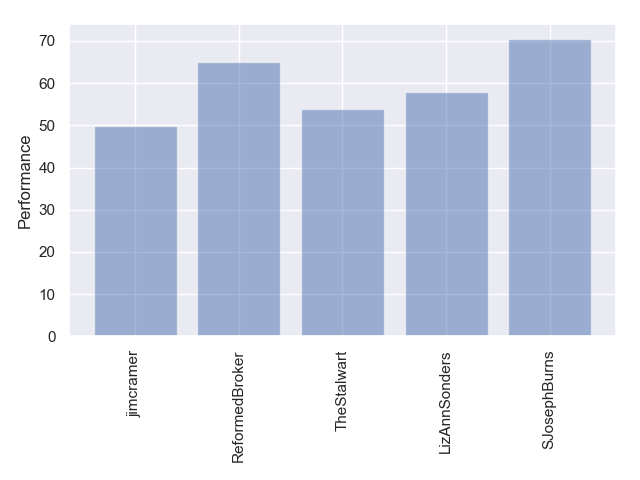 70
60
50
40
30
20
10
0
Performance
jimcramer
ReformedBroker
TheStalwart
LizAnnSonders
SJosephBurns